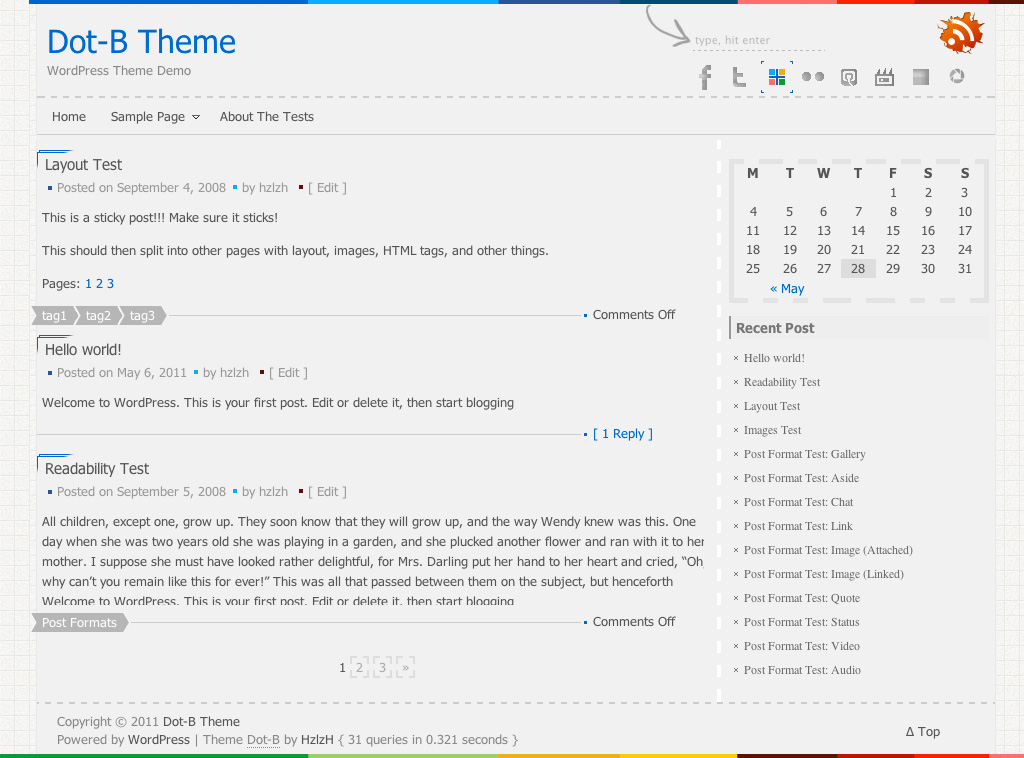 Dot-B Theme
WordPress Theme Demo
type, hit enter
Home Sample Page About The Tests
Layout Test
Posted on September 4, 2008 by hzlzh [ Edit ]
This is a sticky post!!! Make sure it sticks!
This should then split into other pages with layout, images, HTML tags, and other things.
Pages: 1 2 3
tag1 tag2 tag3 Comments Off
Hello world!
Posted on May 6, 2011 by hzlzh [ Edit ]
Welcome to WordPress. This is your first post. Edit or delete it, then start blogging
[ 1 Reply ]
Readability Test
Posted on September 5, 2008 by hzlzh [ Edit ]
All children, except one, grow up. They soon know that they will grow up, and the way Wendy knew was this. One
day when she was two years old she was playing in a garden, and she plucked another flower and ran with it to her
mother. I suppose she must have looked rather delightful, for Mrs. Darling put her hand to her heart and cried, “Oh,
why can’t you remain like this for ever!” This was all that passed between them on the subject, but henceforth
Welcome to WordPress. This is your first post. Edit or delete it, then start blogging
Post Formats Comments Off
1 2 3 »
M T W T F S S
1 2 3
4 5 6 7 8 9 10
11 12 13 14 15 16 17
18 19 20 21 22 23 24
25 26 27 28 29 30 31
« May
Recent Post
× Hello world!
× Readability Test
× Layout Test
× Images Test
× Post Format Test: Gallery
× Post Format Test: Aside
× Post Format Test: Chat
× Post Format Test: Link
× Post Format Test: Image (Attached)
× Post Format Test: Image (Linked)
× Post Format Test: Quote
× Post Format Test: Status
× Post Format Test: Video
× Post Format Test: Audio
Copyright © 2011 Dot-B Theme
Powered by WordPress | Theme Dot-B by HzlzH { 31 queries in 0.321 seconds }
Δ Top